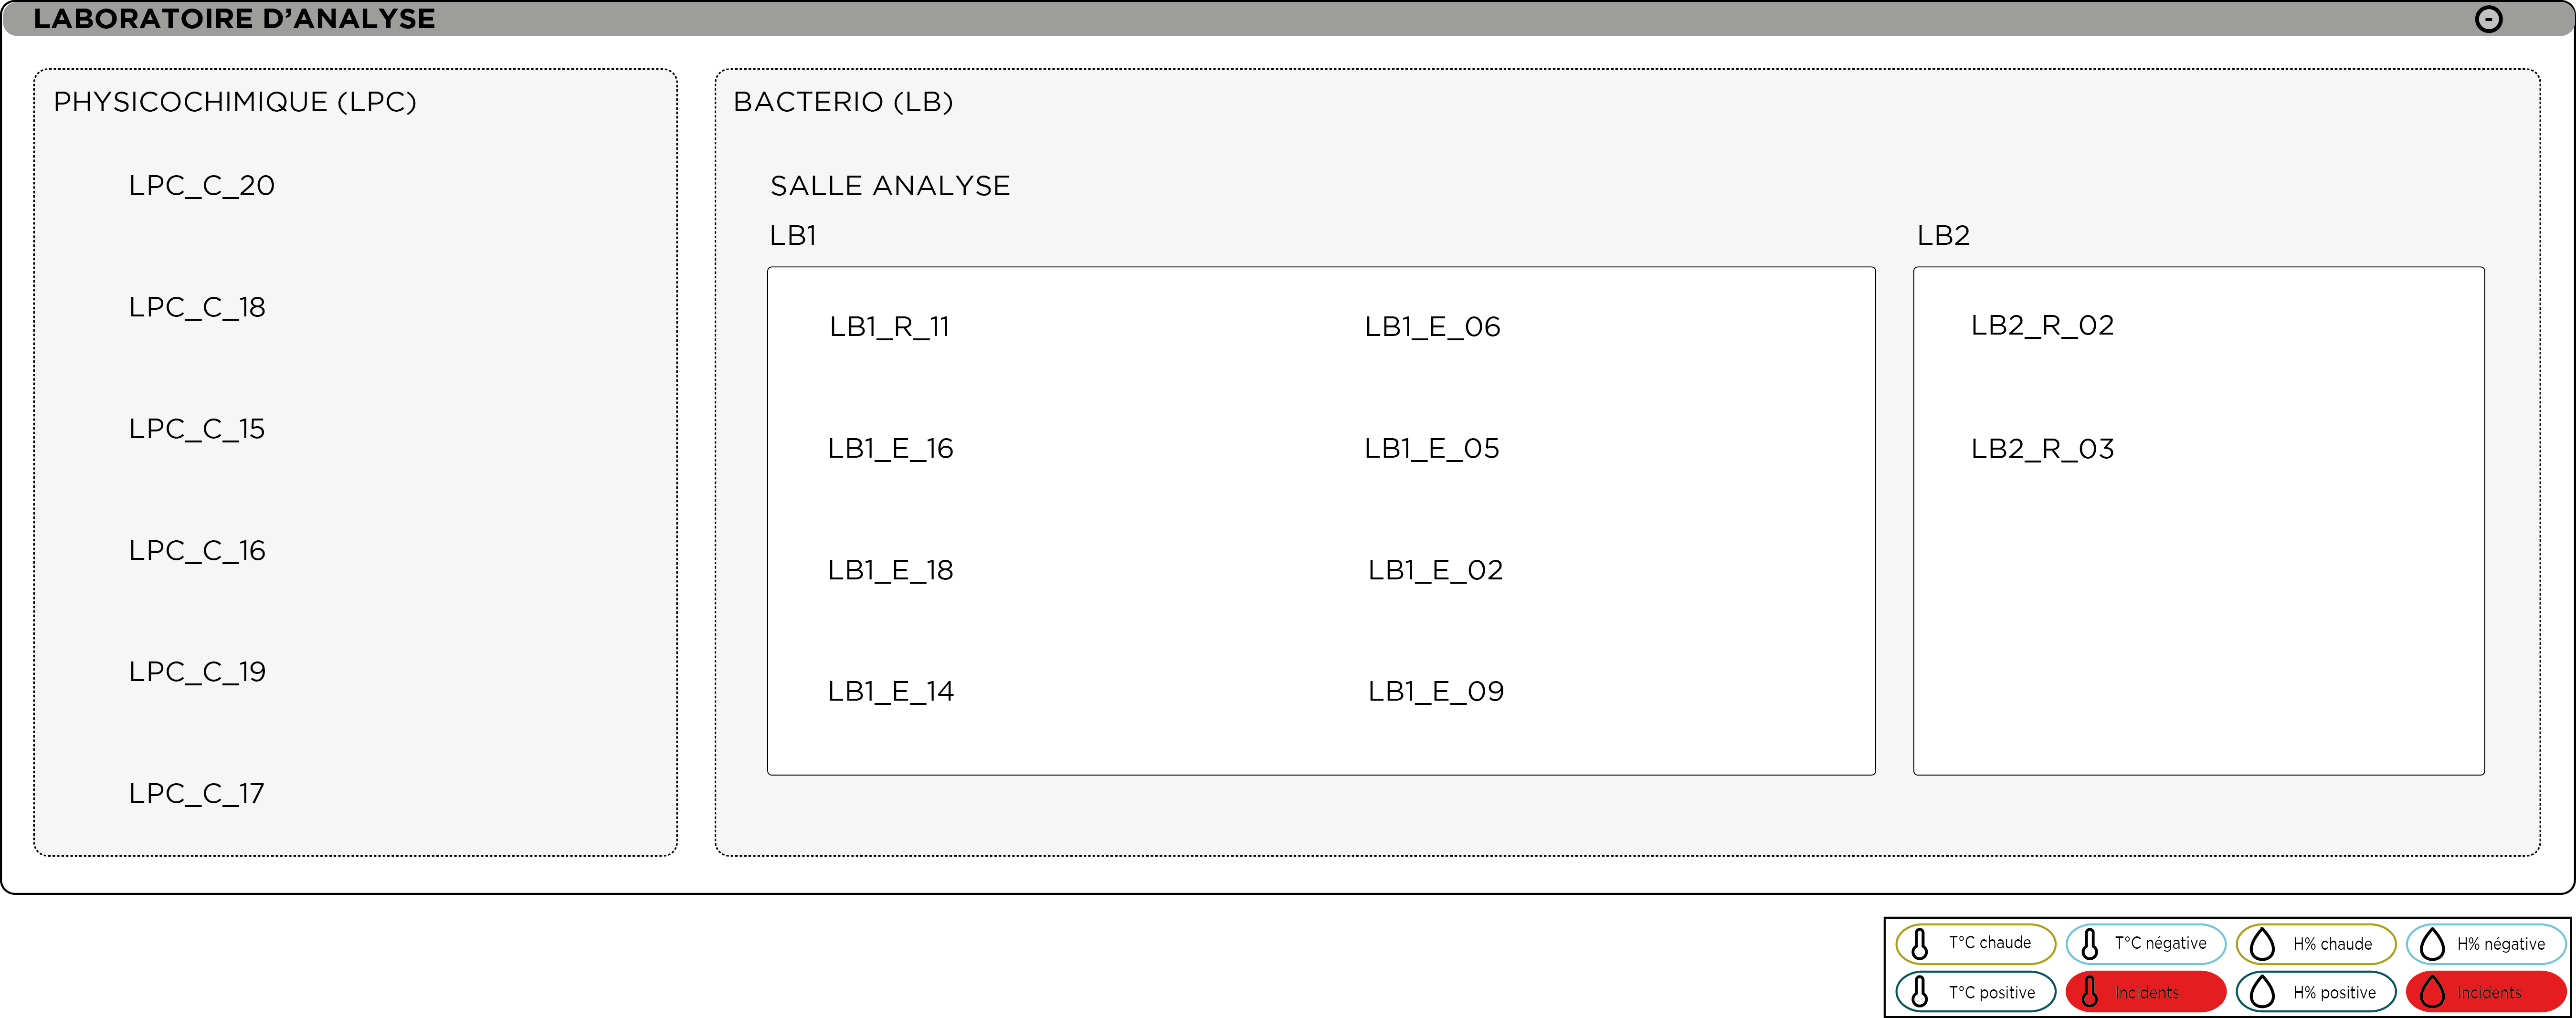 LABORATOIRE D’ANALYSE
-
PHYSICOCHIMIQUE (LPC)
LPC_C_20
LPC_C_18
LPC_C_15
LPC_C_16
LPC_C_19
LPC_C_17
BACTERIO (LB)
SALLE ANALYSE
LB1
LB1_R_11
LB1_E_16
LB1_E_18
LB1_E_14
LB1_E_06
LB1_E_05
LB1_E_02
LB1_E_09
LB2
LB2_R_02
LB2_R_03
T°C chaude
T°C négative
H% chaude
H% négative
T°C positive
Incidents
H% positive
Incidents